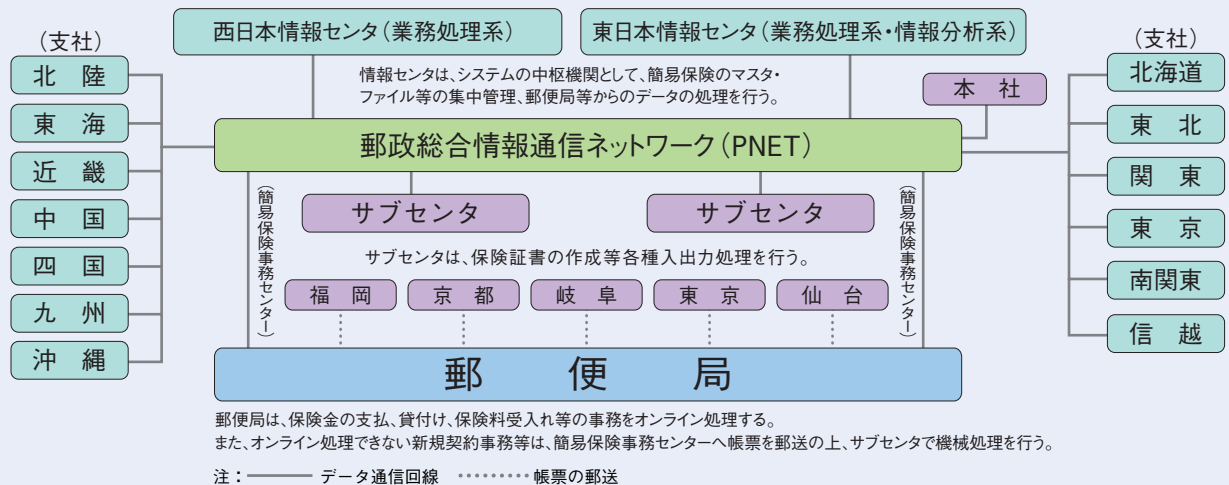 西日本情報センタ（業務処理系）
東日本情報センタ（業務処理系・情報分析系）
（支社）
北　陸
東　海
近　畿
中　国
四　国
九　州
沖　縄
情報センタは、システムの中枢機関として、簡易保険のマスタ・
ファイル等の集中管理、郵便局等からのデータの処理を行う。
本　社
（支社）
北海道
東　北
関　東
東　京
南関東
信　越
郵政総合情報通信ネットワーク（PNET）
（簡易保険事務センター）
サブセンタ
サブセンタ
（簡易保険事務センター）
サブセンタは、保険証書の作成等各種入出力処理を行う。
福　岡
京　都
岐　阜
東　京
仙　台
郵　便　局
郵便局は、保険金の支払、貸付け、保険料受入れ等の事務をオンライン処理する。
また、オンライン処理できない新規契約事務等は、簡易保険事務センターへ帳票を郵送の上、サブセンタで機械処理を行う。
注：―――― データ通信回線　⋯⋯⋯ 帳票の郵送